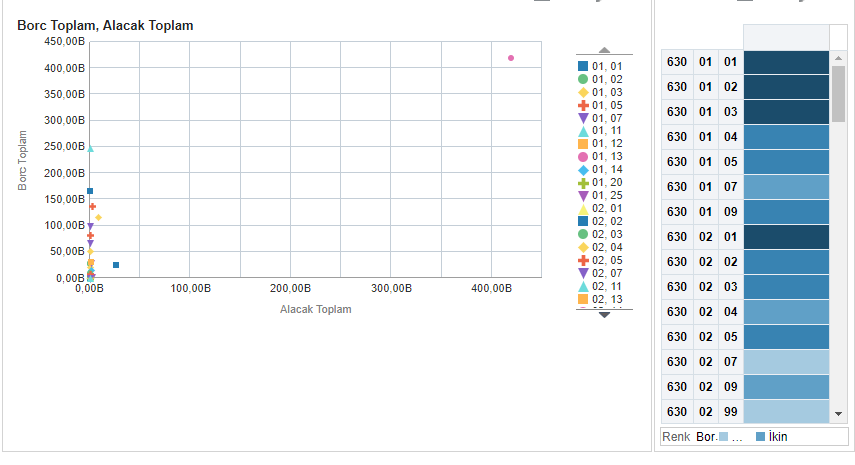 Borc Toplam, Alacak Toplam
450,00B
400,00B
350,00B
300,00B
250,00B
200,00B
150,00B
100,00B
50,00B
0,00B
Borc Toplam
0,00B 100,00B 200,00B 300,00B 400,00B
Alacak Toplam
01, 01
01, 02
01, 03
01, 05
01, 07
01, 11
01, 12
01, 13
01, 14
01, 20
01, 25
02, 01
02, 02
02, 03
02, 04
02, 05
02, 07
02, 11
02, 13
630 01 01
630 01 02
630 01 03
630 01 04
630 01 05
630 01 07
630 01 09
630 02 01
630 02 02
630 02 03
630 02 04
630 02 05
630 02 07
630 02 09
630 02 99
Renk Bor. ... İkin